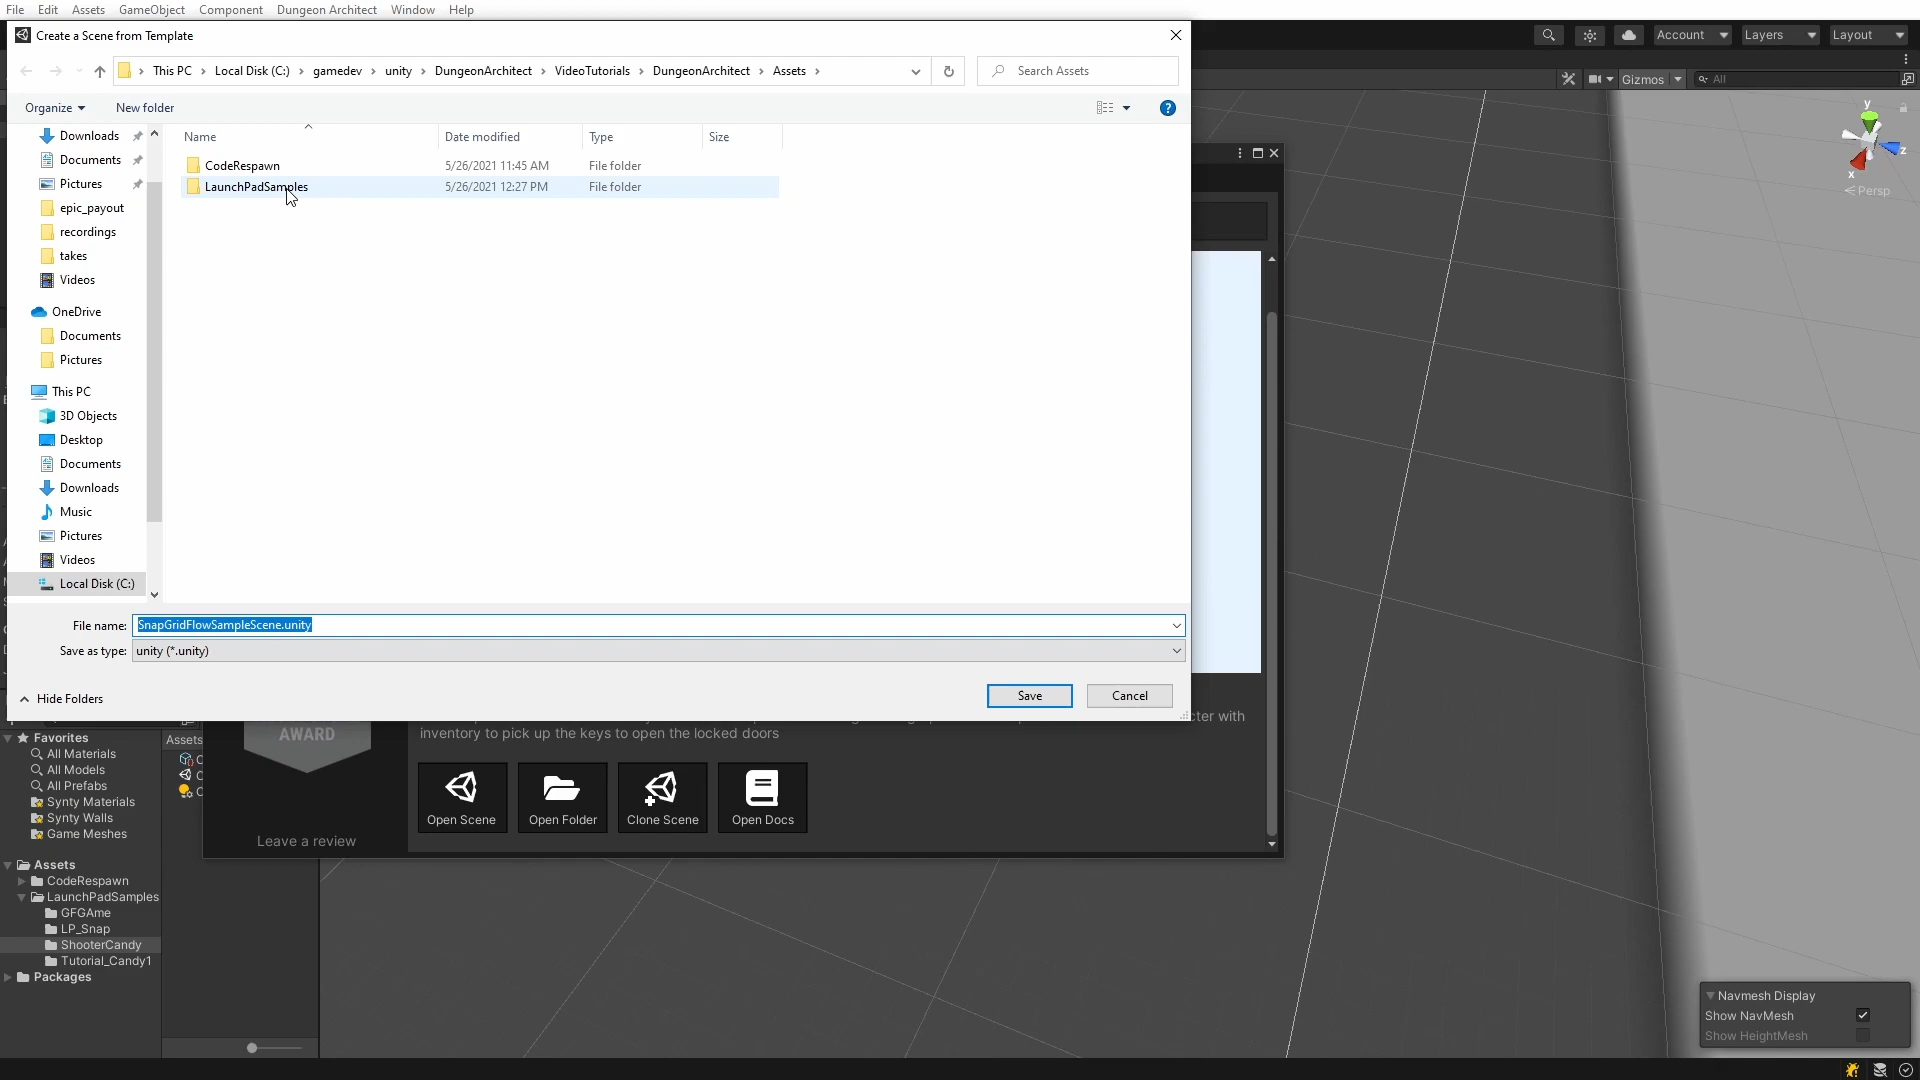 File Edit Assets GameObject Component Dungeon Architect Window Help
Create a Scene from Template
Account Layers Layout
This PC Local Disk (C:) gamedev unity DungeonArchitect VideoTutorials DungeonArchitect Assets
Search Assets
Gizmos All
Organize New folder
Name Date modified Type Size
CodeRespawn 5/26/2021 11:45 AM File folder
LaunchPadSamples 5/26/2021 12:27 PM File folder
Downloads
Documents
Pictures
epic_payout
recordings
takes
Videos
OneDrive
Documents
Pictures
This PC
3D Objects
Desktop
Documents
Downloads
Music
Pictures
Videos
Local Disk (C:)
y
z
x
Persp
File name: SnapGridFlowSampleScene.unity
Save as type: unity (*.unity)
Hide Folders
Save Cancel
with
inventory to pick up the keys to open the locked doors
AWARD
Open Scene Open Folder Clone Scene Open Docs
Leave a review
Favorites
All Materials
All Models
All Prefabs
Synty Materials
Synty Walls
Game Meshes
Assets
CodeRespawn
LaunchPadSamples
GFGAme
LP_Snap
ShooterCandy
Tutorial_Candy1
Packages
Assets
Navmesh Display
Show NavMesh
Show HeightMesh